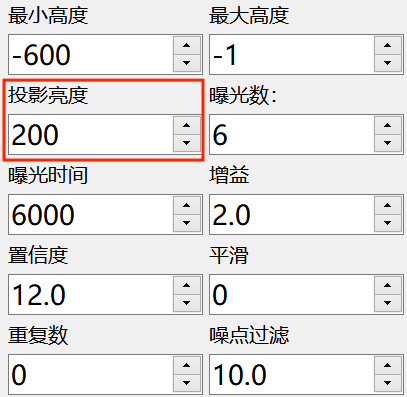 最小高度 最大高度
-600 -1
投影亮度 曝光数:
200 6
曝光时间 增益
6000 2.0
置信度 平滑
12.0 0
重复数 噪点过滤
0 10.0